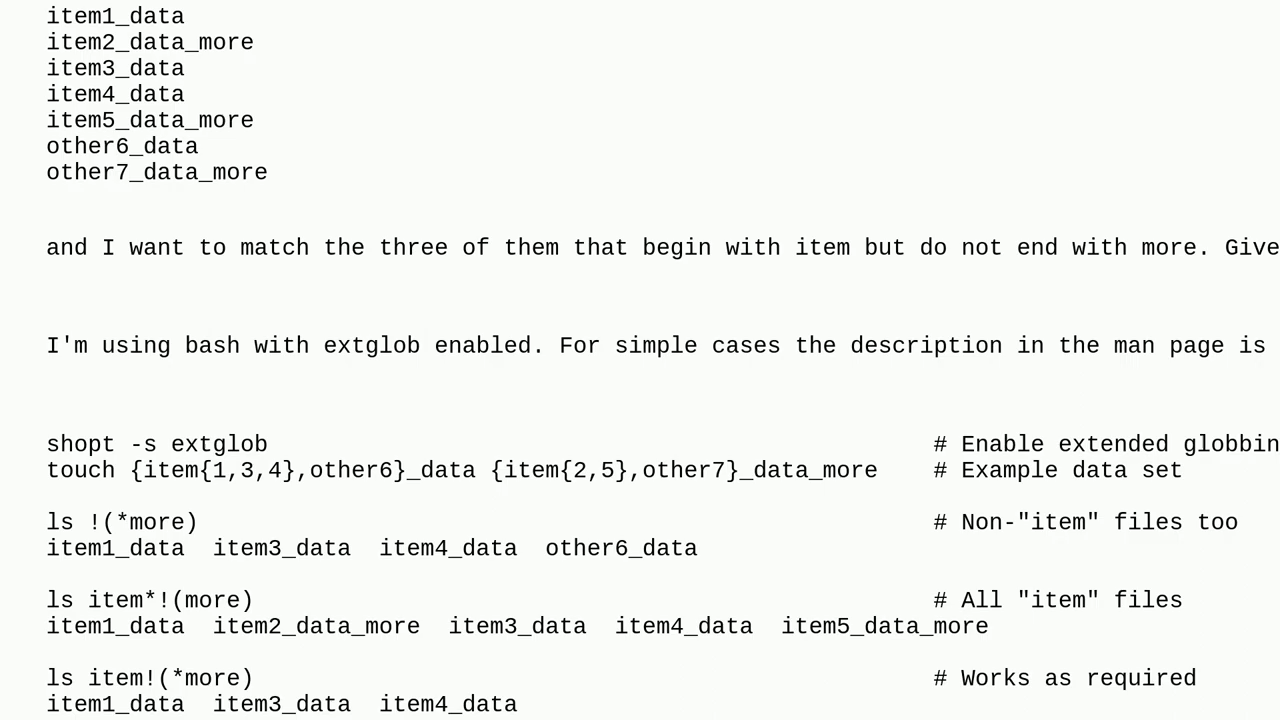 item1_data
item2_data_more
item3_data
item4_data
item5_data_more
other6_data
other7_data_more
and I want to match the three of them that begin with item but do not end with more. Give
I'm using bash with extglob enabled. For simple cases the description in the man page is
shopt -s extglob # Enable extended globbin
touch {item{1,3,4},other6}_data {item{2,5},other7}_data_more # Example data set
ls !(*more) # Non-"item" files too
item1_data item3_data item4_data other6_data
ls item*!(more) # All "item" files
item1_data item2_data_more item3_data item4_data item5_data_more
ls item!(*more) # Works as required
item1_data item3_data item4_data